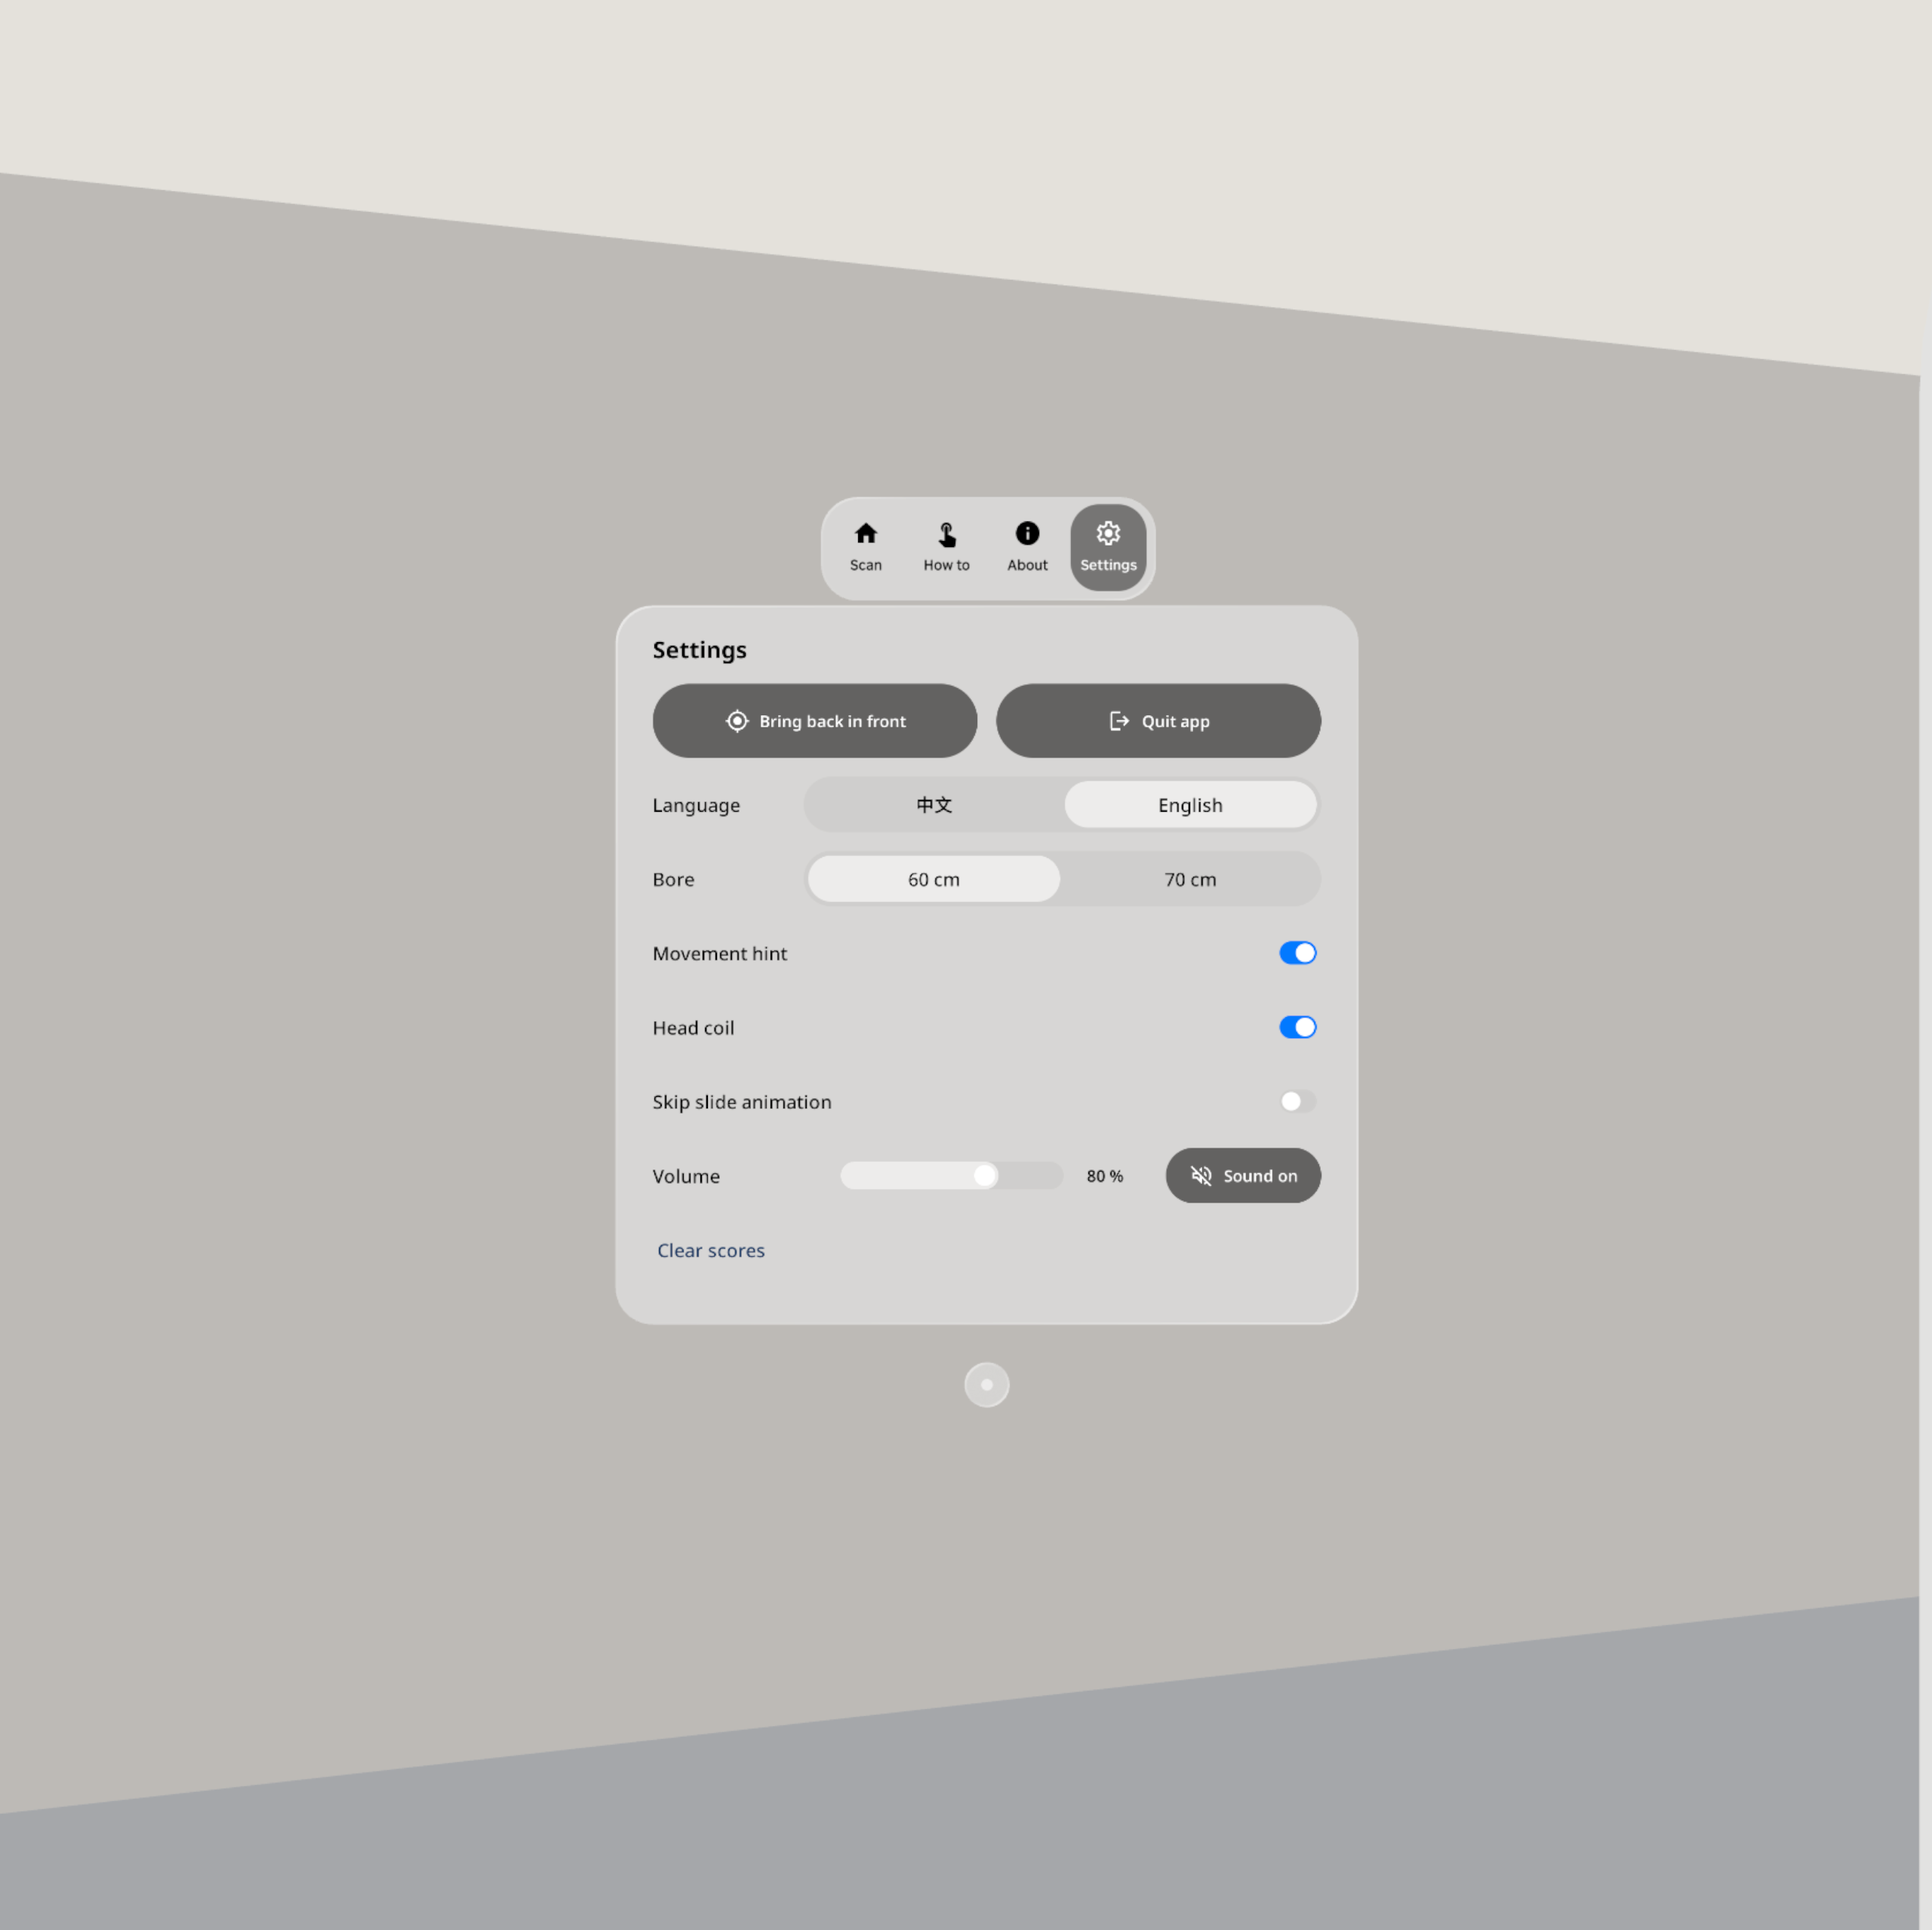 Scan
How to
About
Settings
Settings
Bring back in front
Quit app
Language
中文
English
Bore
60 cm
70 cm
Movement hint
Head coil
Skip slide animation
Volume
80 %
Sound on
Clear scores